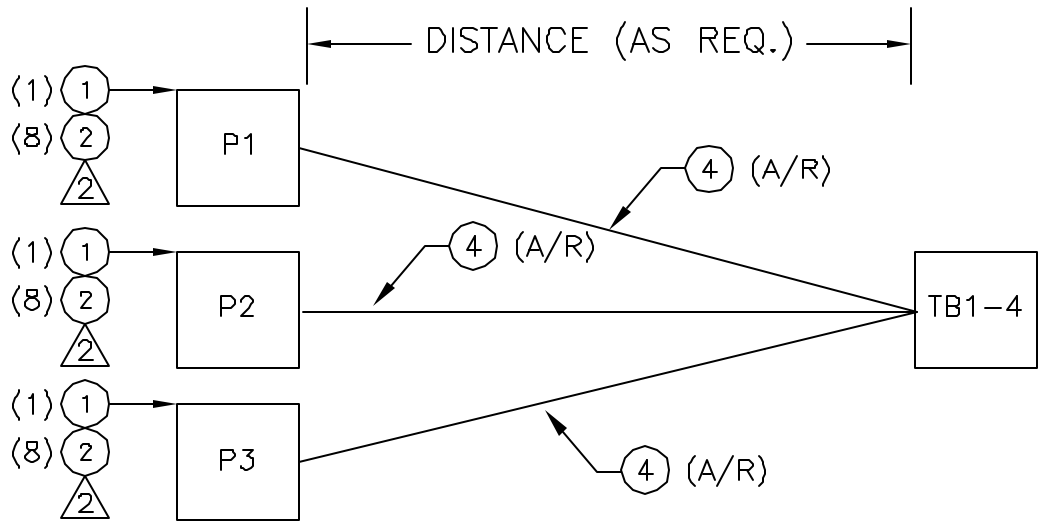 DISTANCE (AS REQ.)
(1) 1
(8) 2
2
P1
4 (A/R)
(1) 1
(8) 2
2
P2
4 (A/R)
TB1-4
(1) 1
(8) 2
2
P3
4 (A/R)